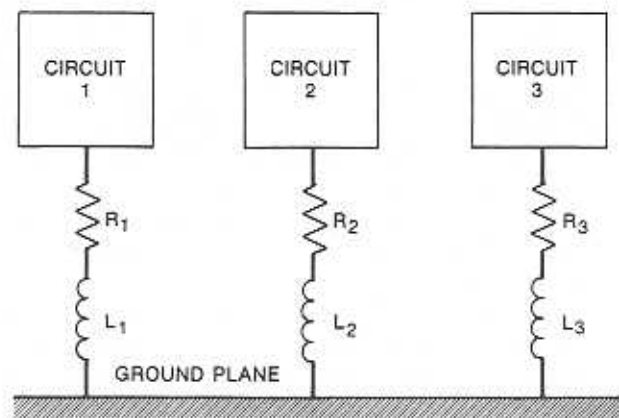 CIRCUIT
1
CIRCUIT
2
CIRCUIT
3
R1
R2
R3
L1
L2
L3
GROUND PLANE